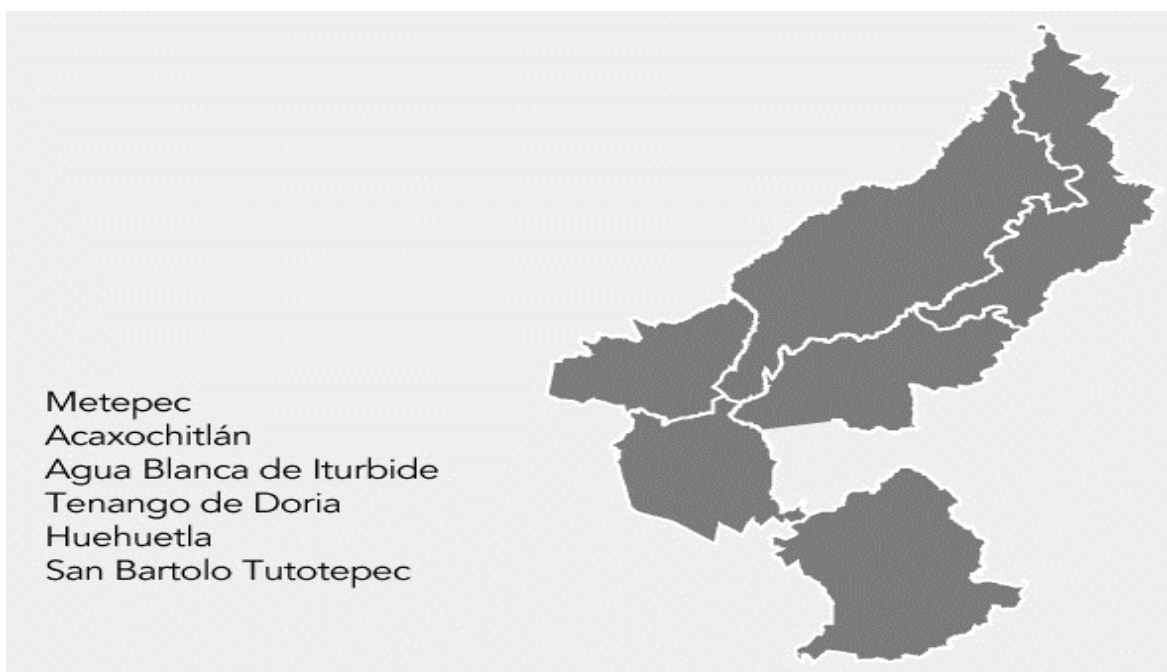 Metepec
Acaxochitlán
Agua Blanca de Iturbide
Tenango de Doria
Huehuetla
San Bartolo Tutotepec